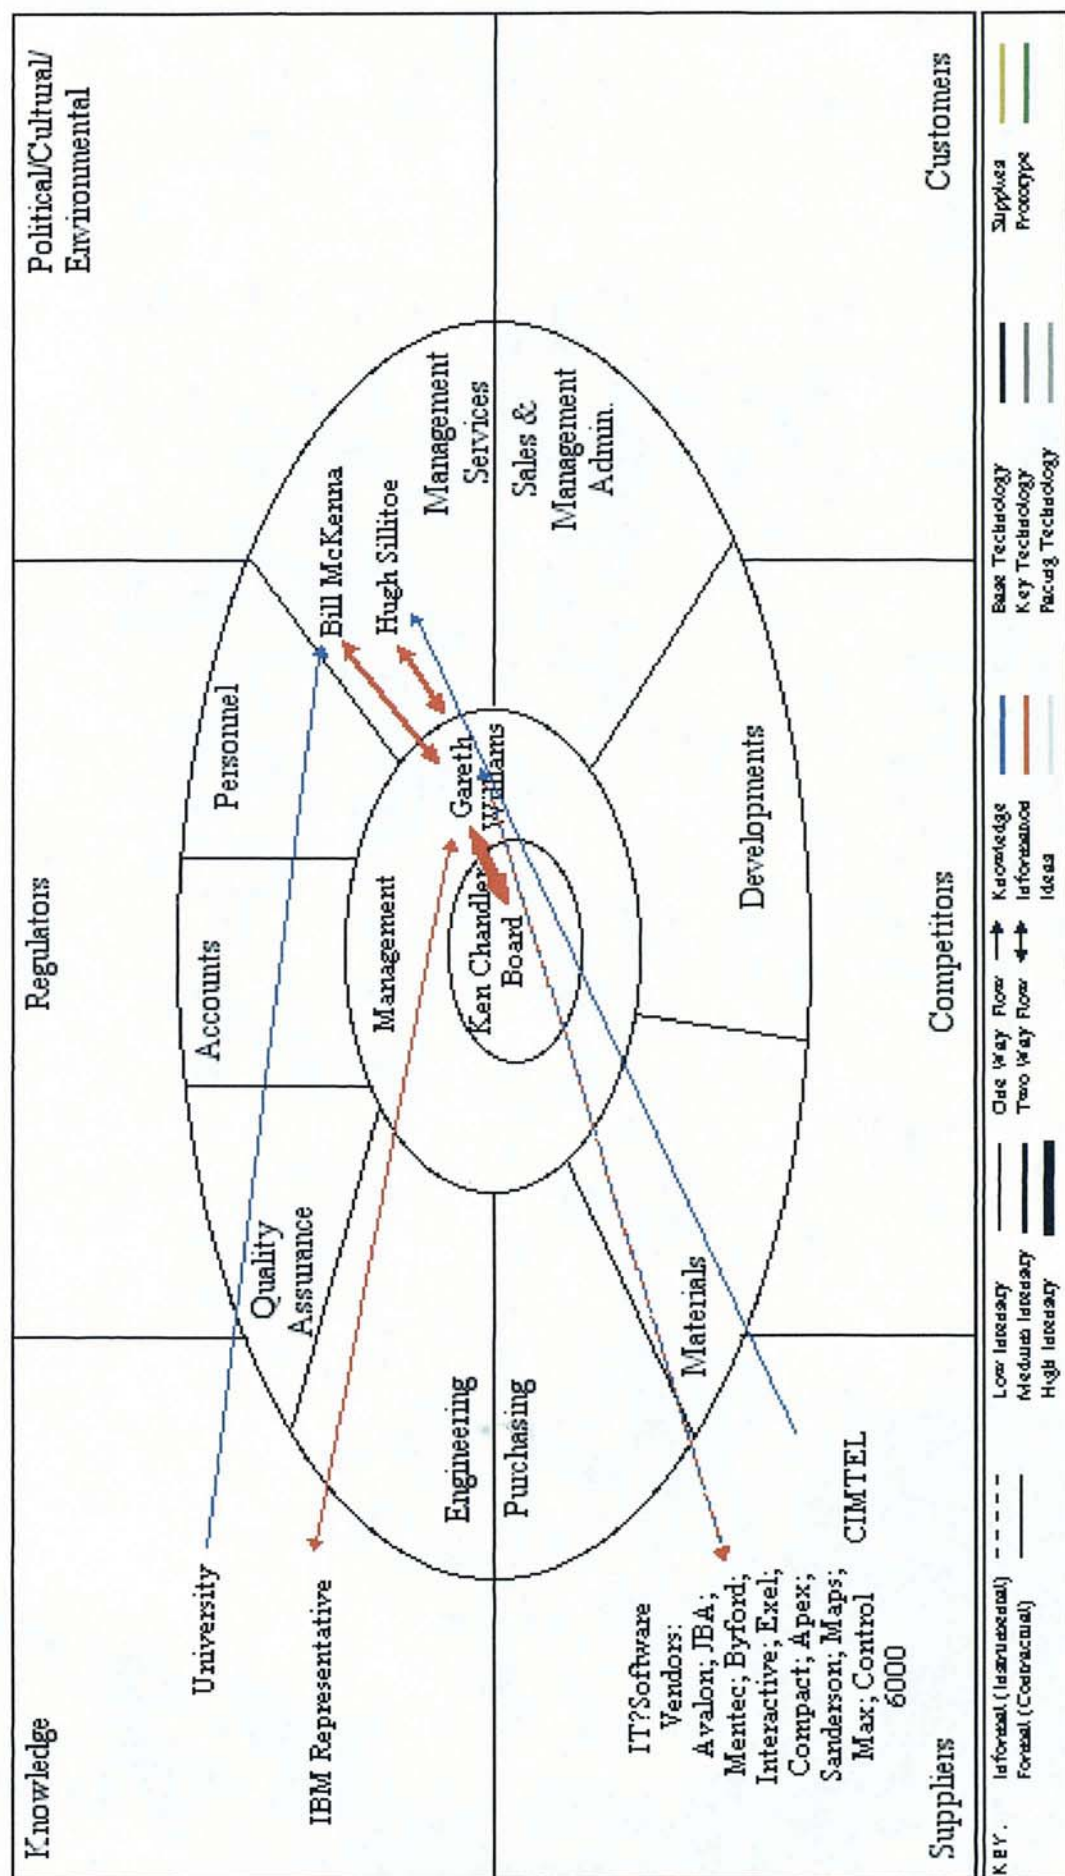 Knowledge
Regulators
Political/Cultural/
Environmental
University
IBM Representative
Quality
Assurance
Accounts
Personnel
Bill McKenna
Hugh Sillitoe
Management
Services
Management
Gareth
Williams
Ken Chandler
Board
Engineering
Purchasing
Sales &
Management
Admin.
Materials
Developments
IT?Software
Vendors:
Avalon; JBA;
Mentec; Byford;
Interactive; Exel;
Compact; Apex;
Sanderson; Maps;
Max; Control
6000
CIMTEL
Suppliers
Competitors
Customers
KEY.
Informal (Instrumental)
Formal (Contractual)
Low Intensity
Medium Intensity
High Intensity
One Way Flow
Two Way Flow
Knowledge
Information
Ideas
Base Technology
Key Technology
Pacing Technology
Supplies
Prototype